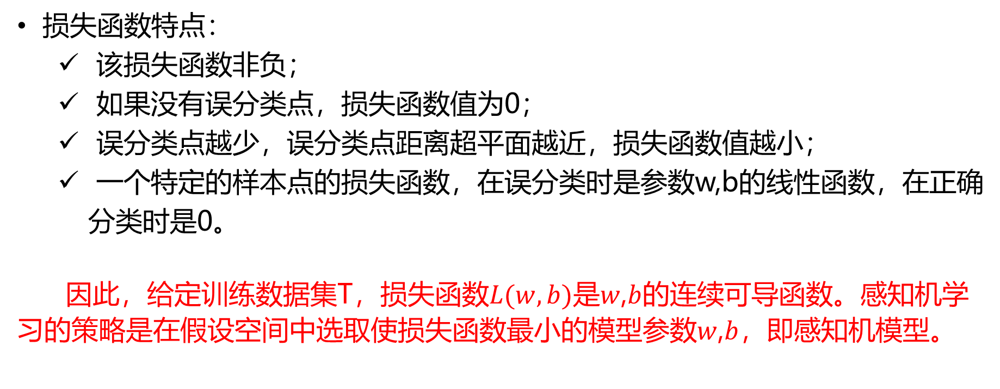 • 损失函数特点：
✓ 该损失函数非负；
✓ 如果没有误分类点，损失函数值为0；
✓ 误分类点越少，误分类点距离超平面越近，损失函数值越小；
✓ 一个特定的样本点的损失函数，在误分类时是参数w,b的线性函数，在正确
分类时是0。
因此，给定训练数据集T，损失函数L(w, b)是w,b的连续可导函数。感知机学
习的策略是在假设空间中选取使损失函数最小的模型参数w,b，即感知机模型。